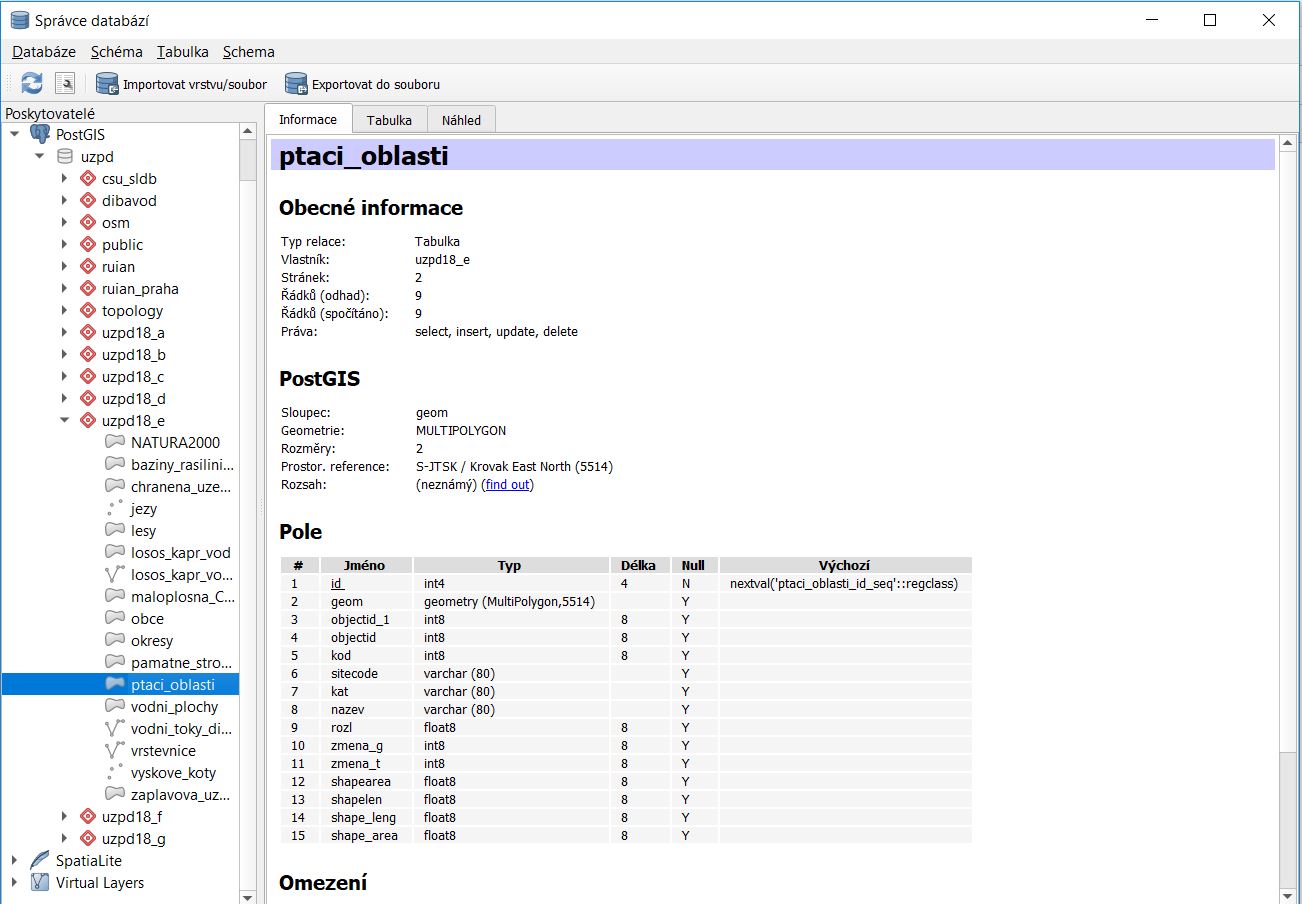 Správce databází
Databáze Schéma Tabulka Schema
Importovat vrstvu/soubor Exportovat do souboru
Poskytovatelé
PostGIS
uzpd
csu_sldb
dibavod
osm
public
ruian
ruian_praha
topology
uzpd18_a
uzpd18_b
uzpd18_c
uzpd18_d
uzpd18_e
NATURA2000
baziny_rasilini...
chranena_uze...
jezy
lesy
losos_kapr_vod
losos_kapr_vo...
maloplosna_C...
obce
okresy
pamatne_stro...
ptaci_oblasti
vodni_plochy
vodni_toky_di...
vrstevnice
vyskove_koty
zaplavova_uz...
uzpd18_f
uzpd18_g
SpatiaLite
Virtual Layers
Informace Tabulka Náhled
ptaci_oblasti
Obecné informace
Typ relace: Tabulka
Vlastník: uzpd18_e
Stránek: 2
Řádků (odhad): 9
Řádků (spočítáno): 9
Práva: select, insert, update, delete
PostGIS
Sloupec: geom
Geometrie: MULTIPOLYGON
Rozměry: 2
Prostor. reference: S-JTSK / Krovak East North (5514)
Rozsah: (neznámý) (find out)
Pole
# Jméno Typ Délka Null Výchozí
1 id int4 4 N nextval('ptaci_oblasti_id_seq'::regclass)
2 geom geometry (MultiPolygon,5514) Y
3 objectid_1 int8 8 Y
4 objectid int8 8 Y
5 kod int8 8 Y
6 sitecode varchar (80) Y
7 kat varchar (80) Y
8 nazev varchar (80) Y
9 rozl float8 8 Y
10 zmena_g int8 8 Y
11 zmena_t int8 8 Y
12 shapearea float8 8 Y
13 shapelen float8 8 Y
14 shape_leng float8 8 Y
15 shape_area float8 8 Y
Omezení